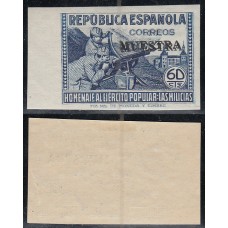 REPUBLICA ESPAÑOLA
CORREOS
MUESTRA
60
CTS
HOMENAJE AL EJERCITO POPULAR·LAS MILICIAS